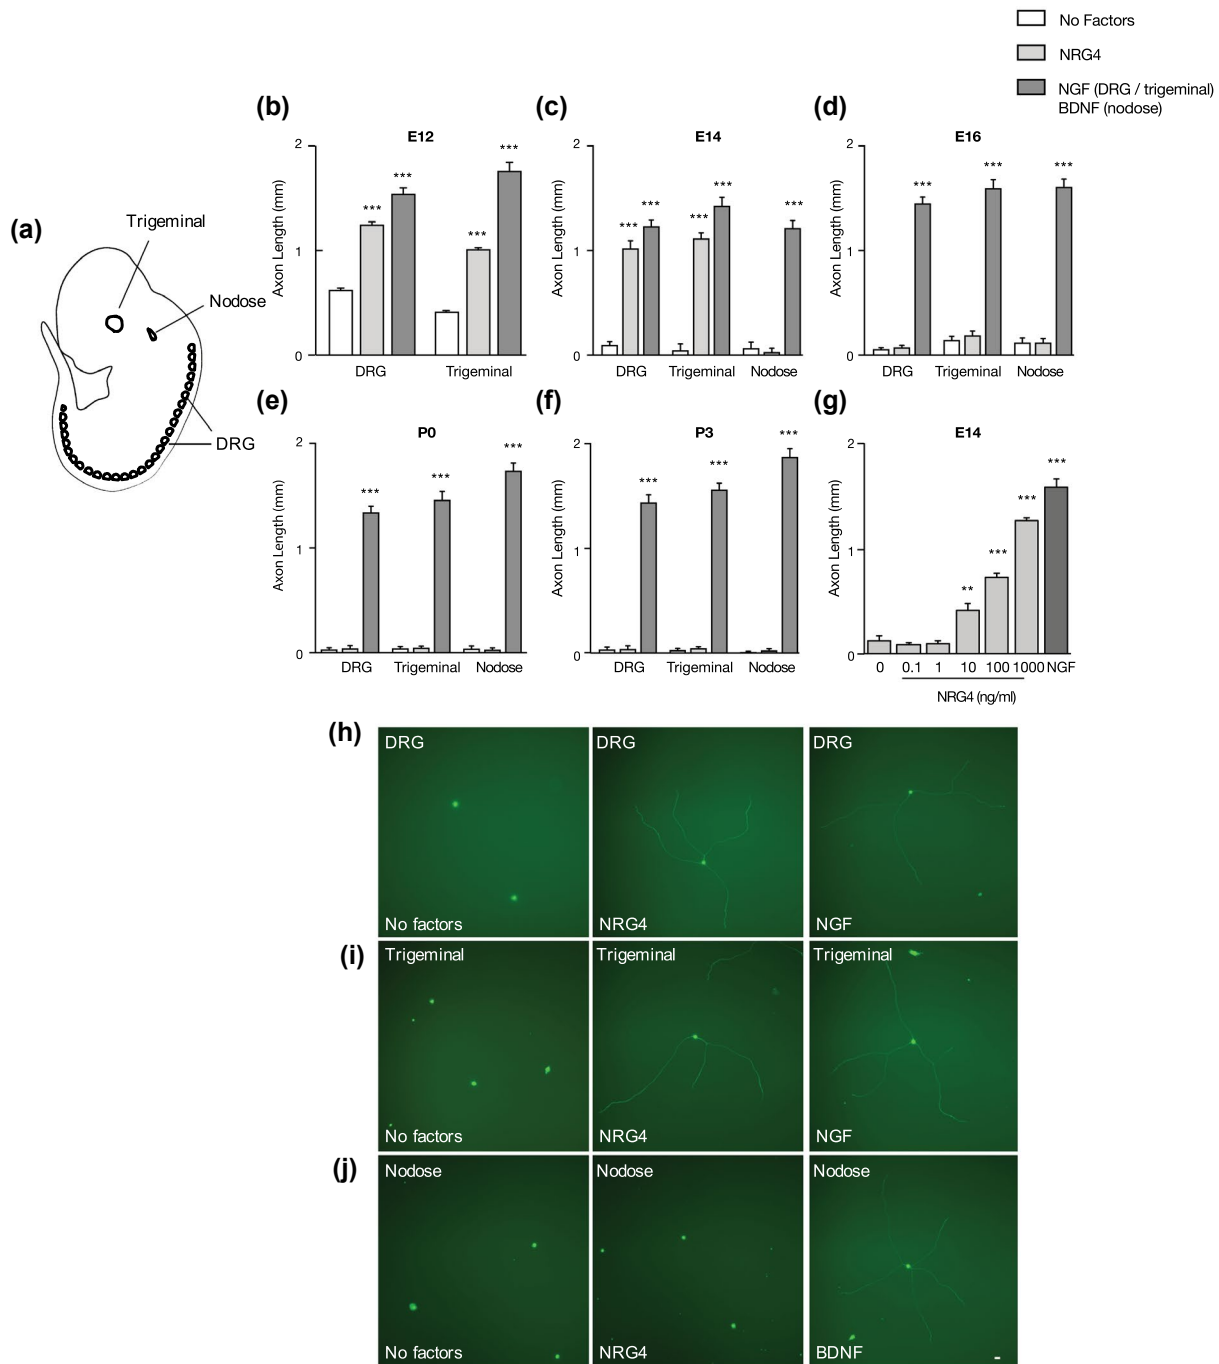 No Factors
NRG4
NGF (DRG / trigeminal)
BDNF (nodose)
(a)
Trigeminal
Nodose
DRG
(b)
E12
***
***
***
***
2
1
0
Axon Length (mm)
DRG Trigeminal
(c)
E14
***
***
***
***
***
2
1
0
Axon Length (mm)
DRG Trigeminal Nodose
(d)
E16
***
***
***
2
1
0
Axon Length (mm)
DRG Trigeminal Nodose
(e)
P0
***
***
***
2
1
0
Axon Length (mm)
DRG Trigeminal Nodose
(f)
P3
***
***
***
2
1
0
Axon Length (mm)
DRG Trigeminal Nodose
(g)
E14
**
***
***
***
2
1
0
Axon Length (mm)
0 0.1 1 10 100 1000 NGF
NRG4 (ng/ml)
(h)
DRG DRG DRG
No factors NRG4 NGF
(i)
Trigeminal Trigeminal Trigeminal
No factors NRG4 NGF
(j)
Nodose Nodose Nodose
No factors NRG4 BDNF